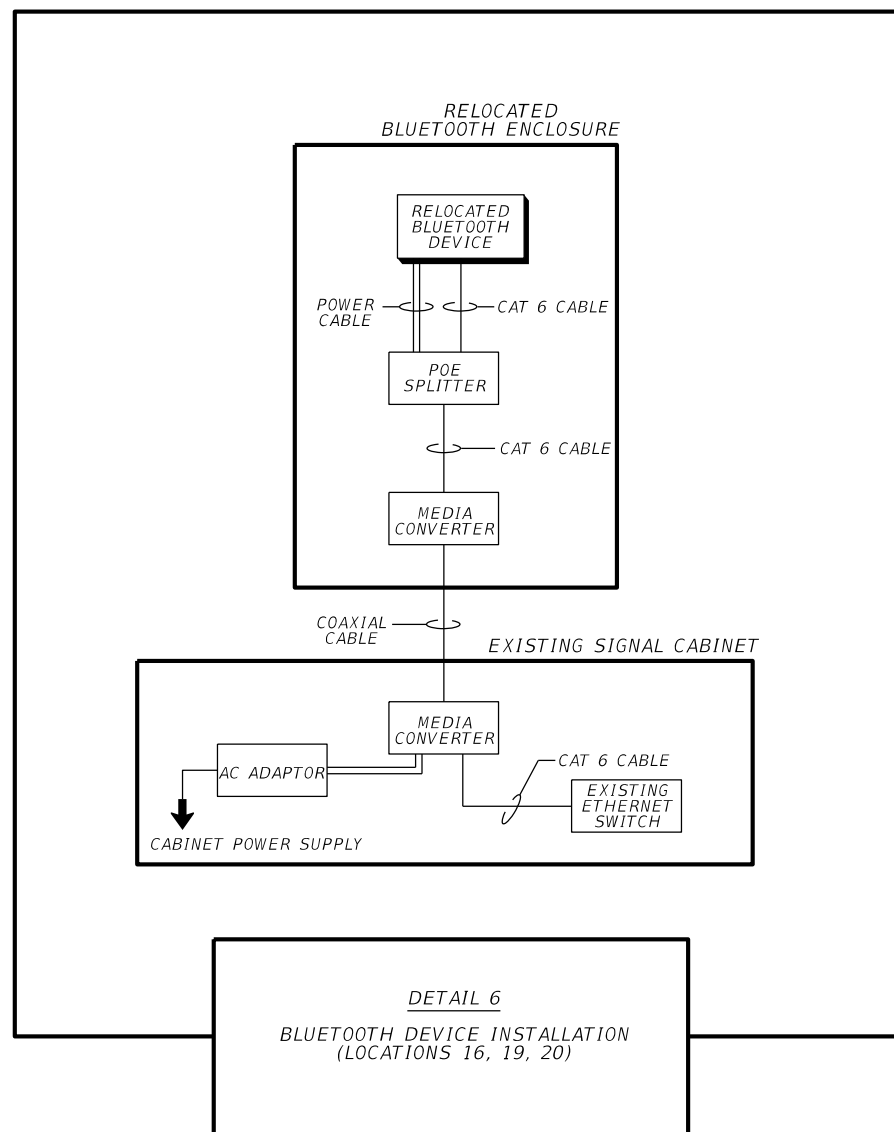 RELOCATED
BLUETOOTH ENCLOSURE
RELOCATED
BLUETOOTH
DEVICE
POWER
CABLE
CAT 6 CABLE
POE
SPLITTER
CAT 6 CABLE
MEDIA
CONVERTER
COAXIAL
CABLE
EXISTING SIGNAL CABINET
MEDIA
CONVERTER
AC ADAPTOR
CAT 6 CABLE
EXISTING
ETHERNET
SWITCH
CABINET POWER SUPPLY
DETAIL 6
BLUETOOTH DEVICE INSTALLATION
(LOCATIONS 16, 19, 20)